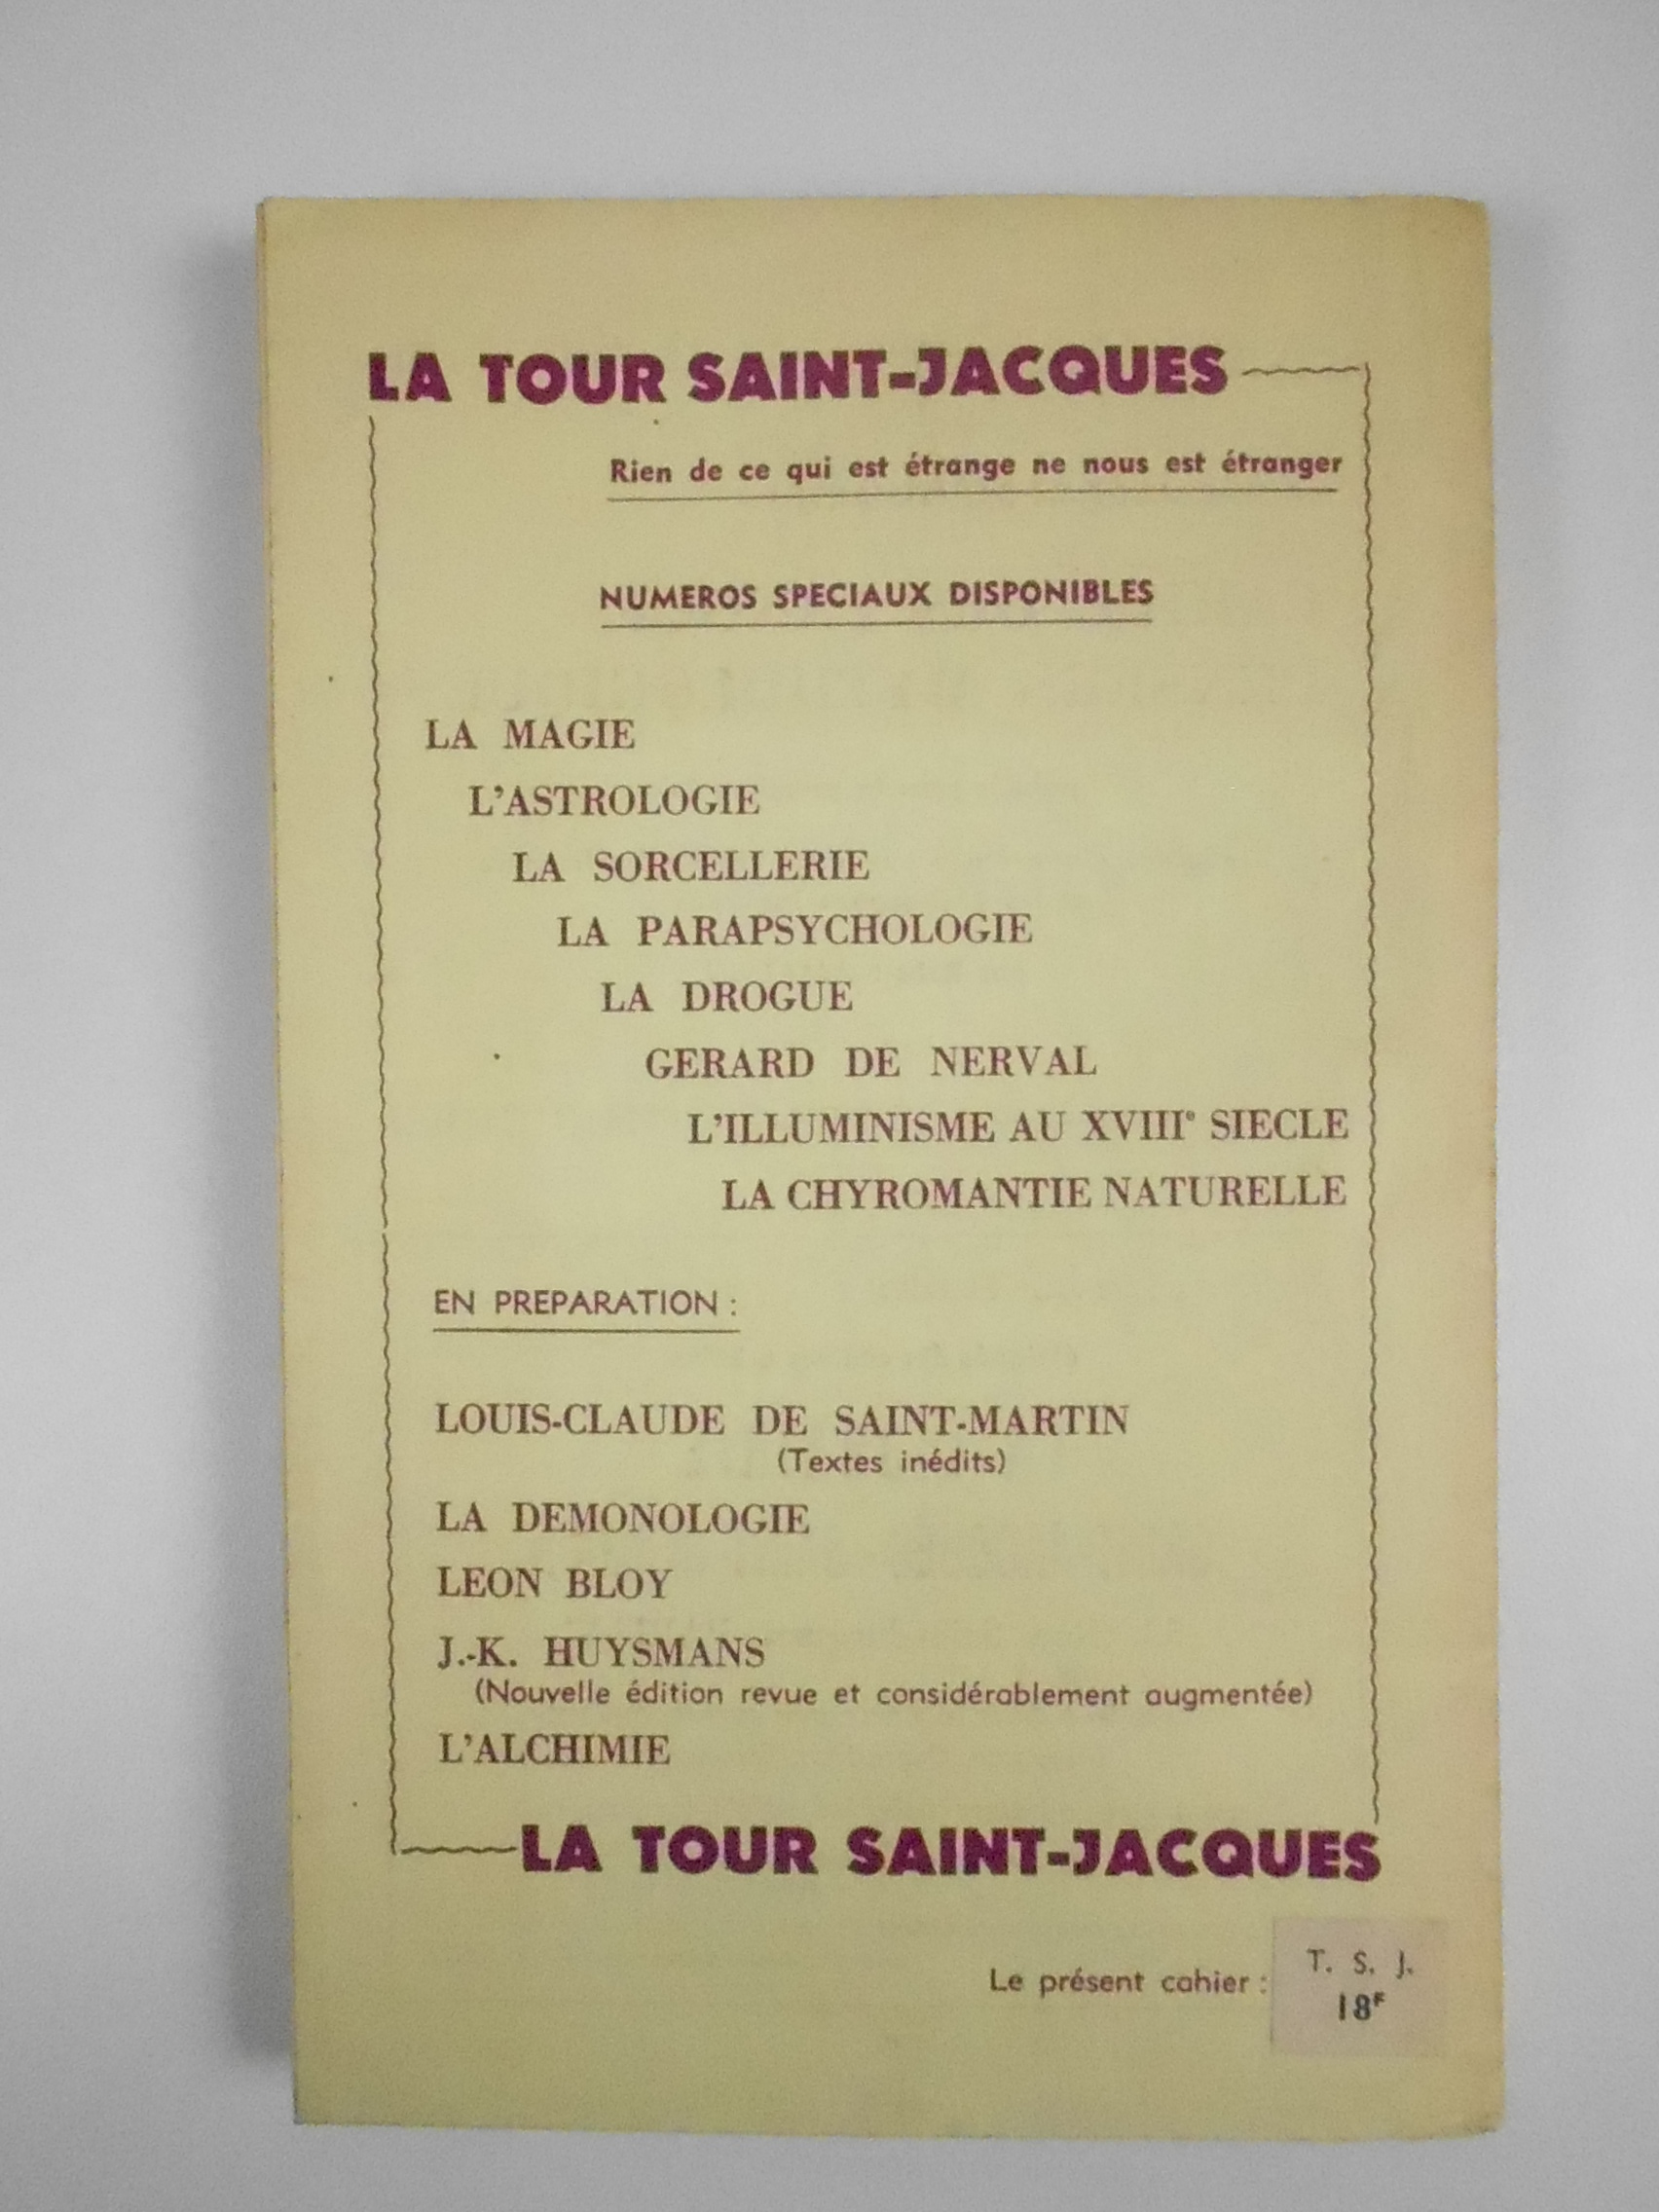 LA TOUR SAINT-JACQUES
Rien de ce qui est étrange ne nous est étranger
NUMEROS SPECIAUX DISPONIBLES
LA MAGIE
L'ASTROLOGIE
LA SORCELLERIE
LA PARAPSYCHOLOGIE
LA DROGUE
GERARD DE NERVAL
L'ILLUMINISME AU XVIIIe SIECLE
LA CHYROMANTIE NATURELLE
EN PREPARATION :
LOUIS-CLAUDE DE SAINT-MARTIN
(Textes inédits)
LA DEMONOLOGIE
LEON BLOY
J.-K. HUYSMANS
(Nouvelle édition revue et considérablement augmentée)
L'ALCHIMIE
LA TOUR SAINT-JACQUES
Le présent cahier :
T. S. J.
18F